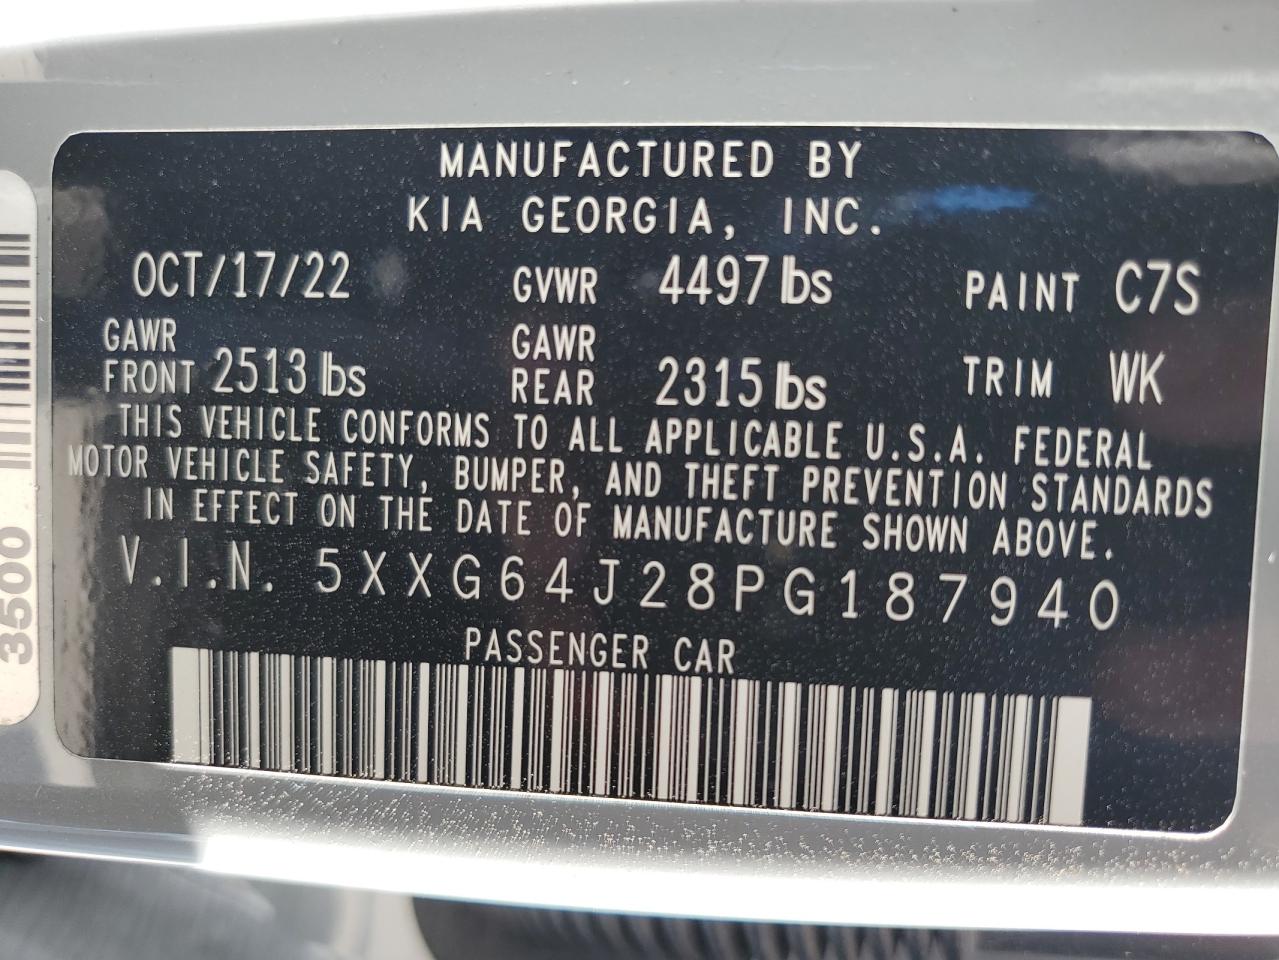 MANUFACTURED BY
KIA GEORGIA, INC.
OCT/17/22 GVWR 4497 lbs PAINT C7S
GAWR FRONT 2513 lbs GAWR REAR 2315 lbs TRIM WK
THIS VEHICLE CONFORMS TO ALL APPLICABLE U.S.A. FEDERAL
MOTOR VEHICLE SAFETY, BUMPER, AND THEFT PREVENTION STANDARDS
IN EFFECT ON THE DATE OF MANUFACTURE SHOWN ABOVE.
V.I.N. 5XXG64J28PG187940
PASSENGER CAR
3500